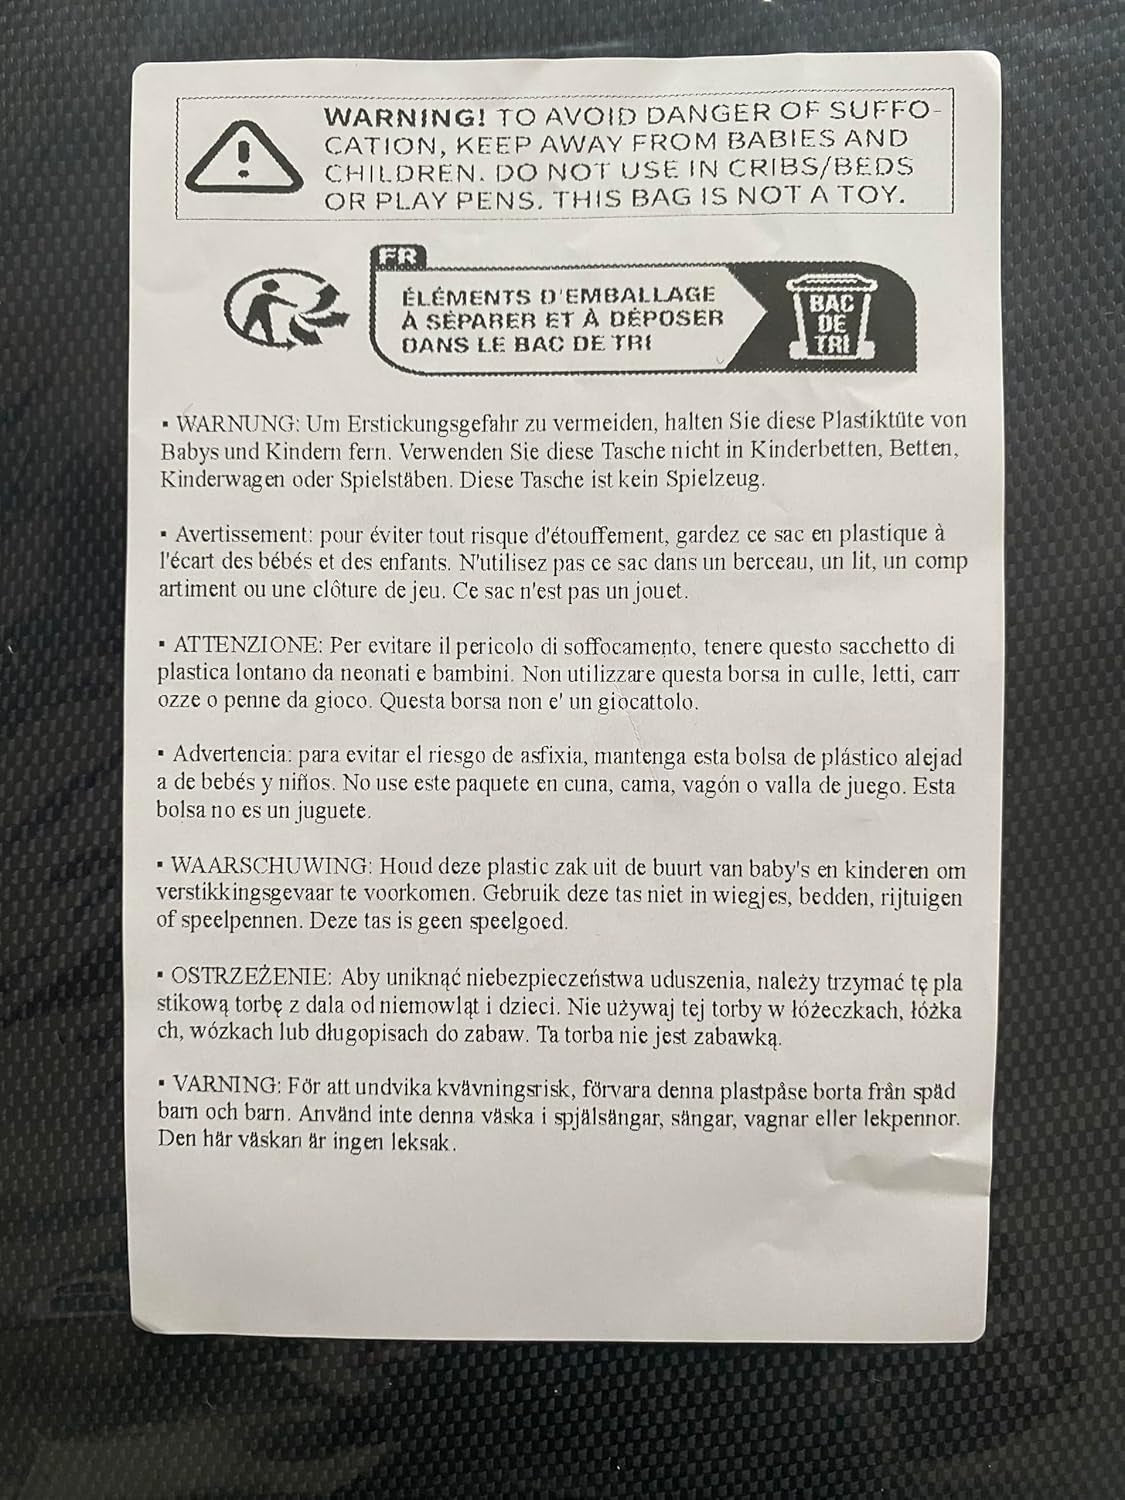 WARNING! TO AVOID DANGER OF SUFFO-
CATION, KEEP AWAY FROM BABIES AND
CHILDREN. DO NOT USE IN CRIBS/BEDS
OR PLAY PENS. THIS BAG IS NOT A TOY.
FR
ÉLÉMENTS D'EMBALLAGE
À SÉPARER ET À DÉPOSER
DANS LE BAC DE TRI
BAC
DE
TRI
▪ WARNUNG: Um Erstickungsgefahr zu vermeiden, halten Sie diese Plastiktüte von
Babys und Kindern fern. Verwenden Sie diese Tasche nicht in Kinderbetten, Betten,
Kinderwagen oder Spielstäben. Diese Tasche ist kein Spielzeug.
▪ Avertissement: pour éviter tout risque d'étouffement, gardez ce sac en plastique à
l'écart des bébés et des enfants. N'utilisez pas ce sac dans un berceau, un lit, un comp
artiment ou une clôture de jeu. Ce sac n'est pas un jouet.
▪ ATTENZIONE: Per evitare il pericolo di soffocamento, tenere questo sacchetto di
plastica lontano da neonati e bambini. Non utilizzare questa borsa in culle, letti, carr
ozze o penne da gioco. Questa borsa non e' un giocattolo.
▪ Advertencia: para evitar el riesgo de asfixia, mantenga esta bolsa de plástico alejad
a de bebés y niños. No use este paquete en cuna, cama, vagón o valla de juego. Esta
bolsa no es un juguete.
▪ WAARSCHUWING: Houd deze plastic zak uit de buurt van baby's en kinderen om
verstikkingsgevaar te voorkomen. Gebruik deze tas niet in wiegjes, bedden, rijtuigen
of speelpennen. Deze tas is geen speelgoed.
▪ OSTRZEŻENIE: Aby uniknąć niebezpieczeństwa uduszenia, należy trzymać tę pla
stikową torbę z dala od niemowląt i dzieci. Nie używaj tej torby w łóżeczkach, łóżka
ch, wózkach lub długopisach do zabaw. Ta torba nie jest zabawką.
▪ VARNING: För att undvika kvävningsrisk, förvara denna plastpåse borta från späd
barn och barn. Använd inte denna väska i spjälsängar, sängar, vagnar eller lekpennor.
Den här väskan är ingen leksak.